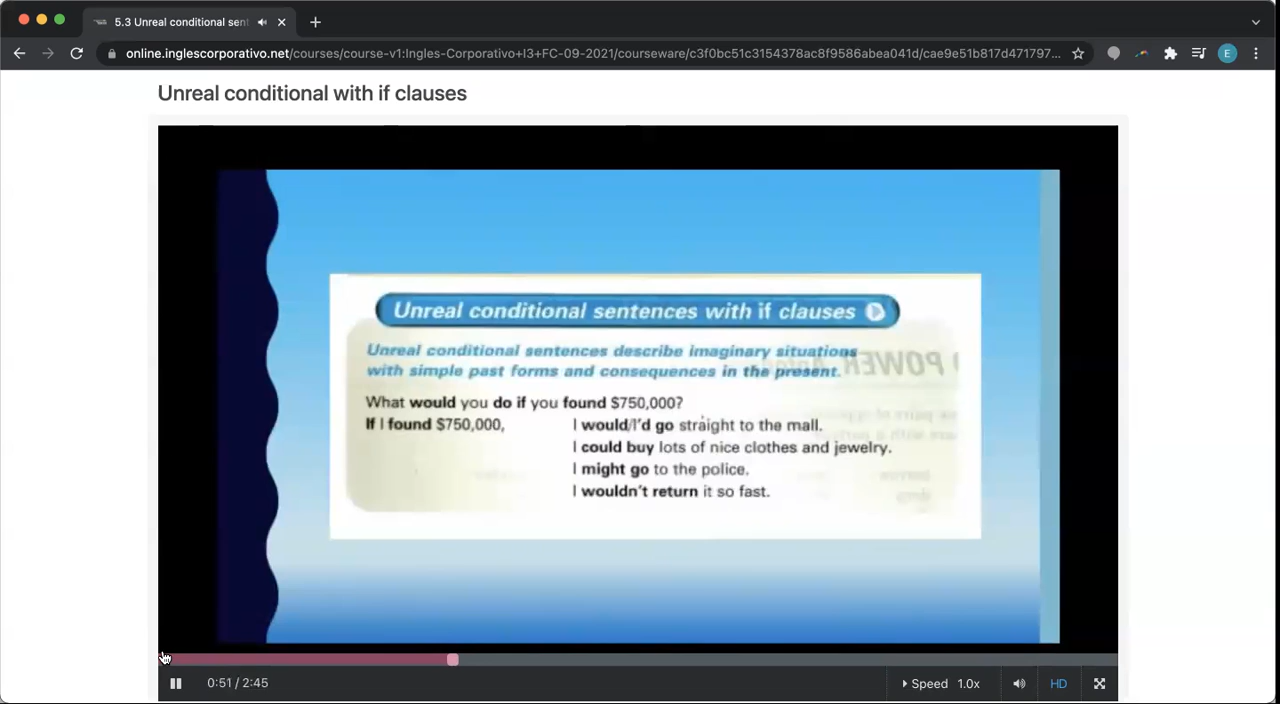 5.3 Unreal conditional sent
online.inglescorporativo.net/courses/course-v1:Ingles-Corporativo+I3+FC-09-2021/courseware/c3f0bc51c3154378ac8f9586abea041d/cae9e51b817d471797...
E
Unreal conditional with if clauses
Unreal conditional sentences with if clauses
Unreal conditional sentences describe imaginary situations
with simple past forms and consequences in the present.
What would you do if you found $750,000?
If I found $750,000, I would/I'd go straight to the mall.
I could buy lots of nice clothes and jewelry.
I might go to the police.
I wouldn't return it so fast.
POWER
0:51 / 2:45
Speed 1.0x
HD